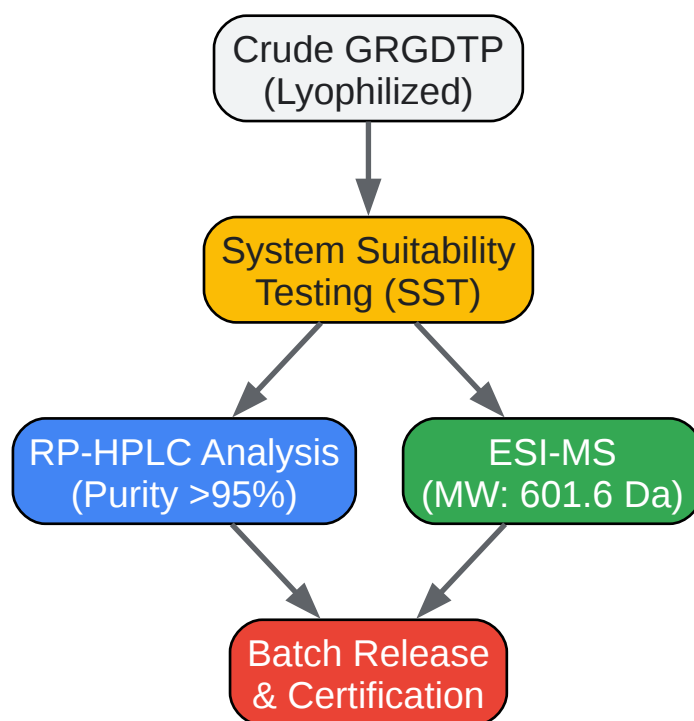 Crude GRGDTP
(Lyophilized)
System Suitability
Testing (SST)
RP-HPLC Analysis
(Purity >95%)
ESI-MS
(MW: 601.6 Da)
Batch Release
& Certification